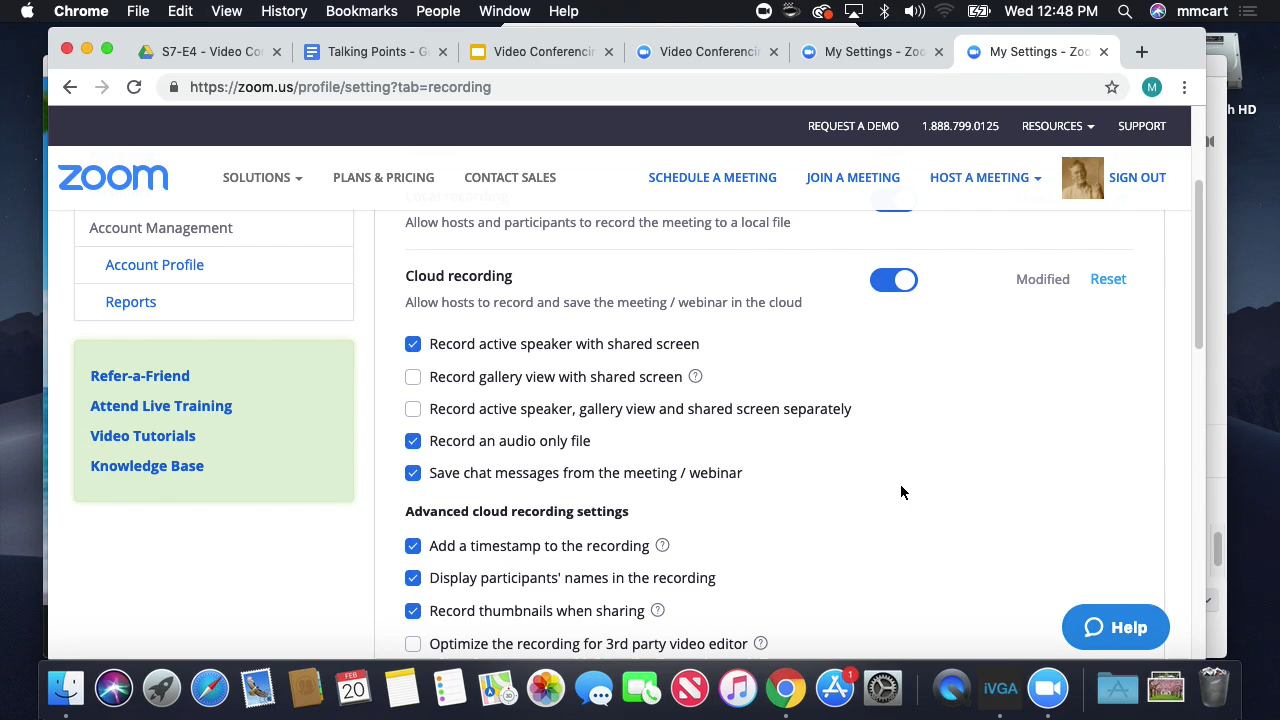 Chrome File Edit View History Bookmarks People Window Help Wed 12:48 PM mmcart
S7-E4 - Video Co
Talking Points - G
Video Conferencin
Video Conferencin
My Settings - Zoo
My Settings - Zoo
https://zoom.us/profile/setting?tab=recording
M
h HD
REQUEST A DEMO 1.888.799.0125 RESOURCES SUPPORT
zoom SOLUTIONS PLANS & PRICING CONTACT SALES SCHEDULE A MEETING JOIN A MEETING HOST A MEETING SIGN OUT
Local recording
Account Management
Account Profile
Reports
Refer-a-Friend
Attend Live Training
Video Tutorials
Knowledge Base
Allow hosts and participants to record the meeting to a local file
Cloud recording Modified Reset
Allow hosts to record and save the meeting / webinar in the cloud
Record active speaker with shared screen
Record gallery view with shared screen ?
Record active speaker, gallery view and shared screen separately
Record an audio only file
Save chat messages from the meeting / webinar
Advanced cloud recording settings
Add a timestamp to the recording ?
Display participants' names in the recording
Record thumbnails when sharing ?
Optimize the recording for 3rd party video editor ?
Help
FEB
20
1
iVGA